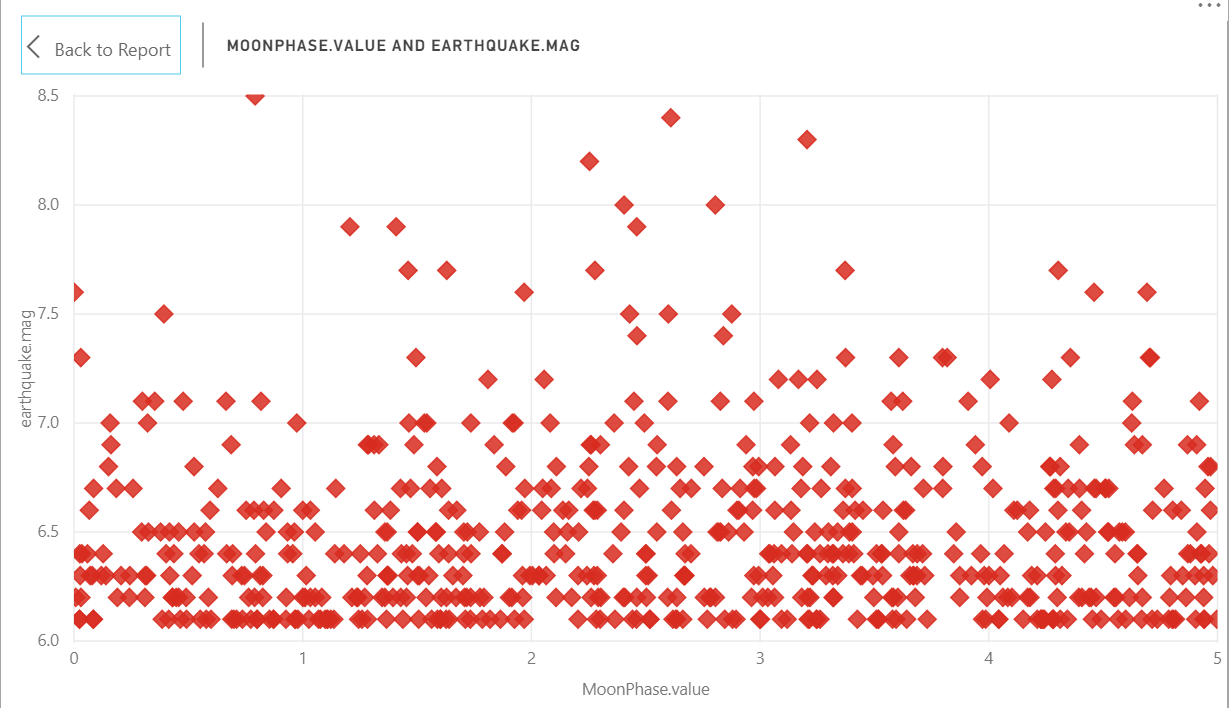 Back to Report
MOONPHASE.VALUE AND EARTHQUAKE.MAG
8.5
8.0
7.5
7.0
6.5
6.0
earthquake.mag
0 1 2 3 4 5
MoonPhase.value